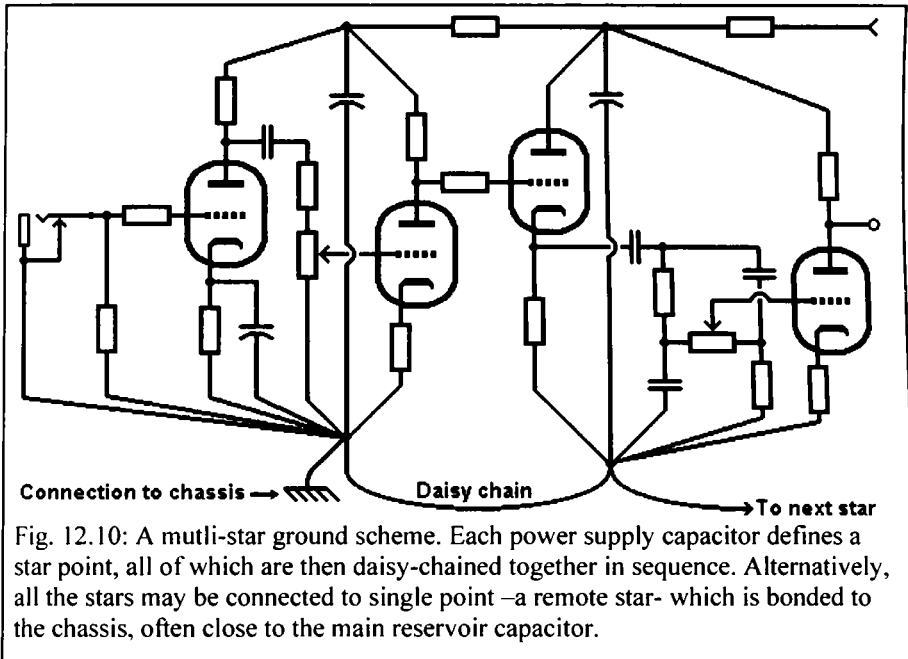 Connection to chassis
Daisy chain
To next star
Fig. 12.10: A mutli-star ground scheme. Each power supply capacitor defines a
star point, all of which are then daisy-chained together in sequence. Alternatively,
all the stars may be connected to single point –a remote star- which is bonded to
the chassis, often close to the main reservoir capacitor.